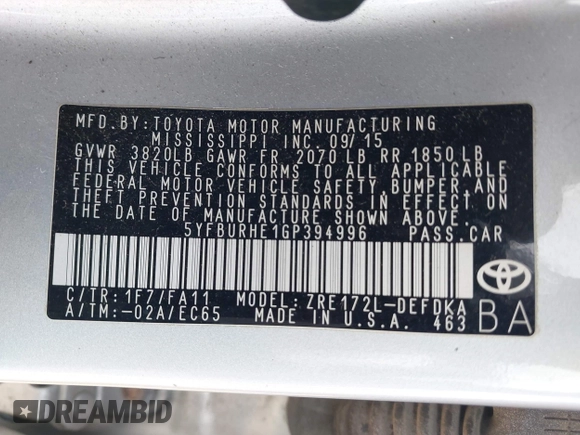 MFD.BY:TOYOTA MOTOR MANUFACTURING
MISSISSIPPI INC. 09/15
GVWR 3820LB GAWR FR 2070LB RR 1850LB
THIS VEHICLE CONFORMS TO ALL APPLICABLE
FEDERAL MOTOR VEHICLE SAFETY, BUMPER, AND
THEFT PREVENTION STANDARDS IN EFFECT ON
THE DATE OF MANUFACTURE SHOWN ABOVE.
5YFBURHE1GP394996 PASS.CAR
C/TR: 1F7/FA11 MODEL: ZRE172L-DEFDKA
A/TM:-02A/EC65 MADE IN U.S.A. 463
BA
DREAMBID